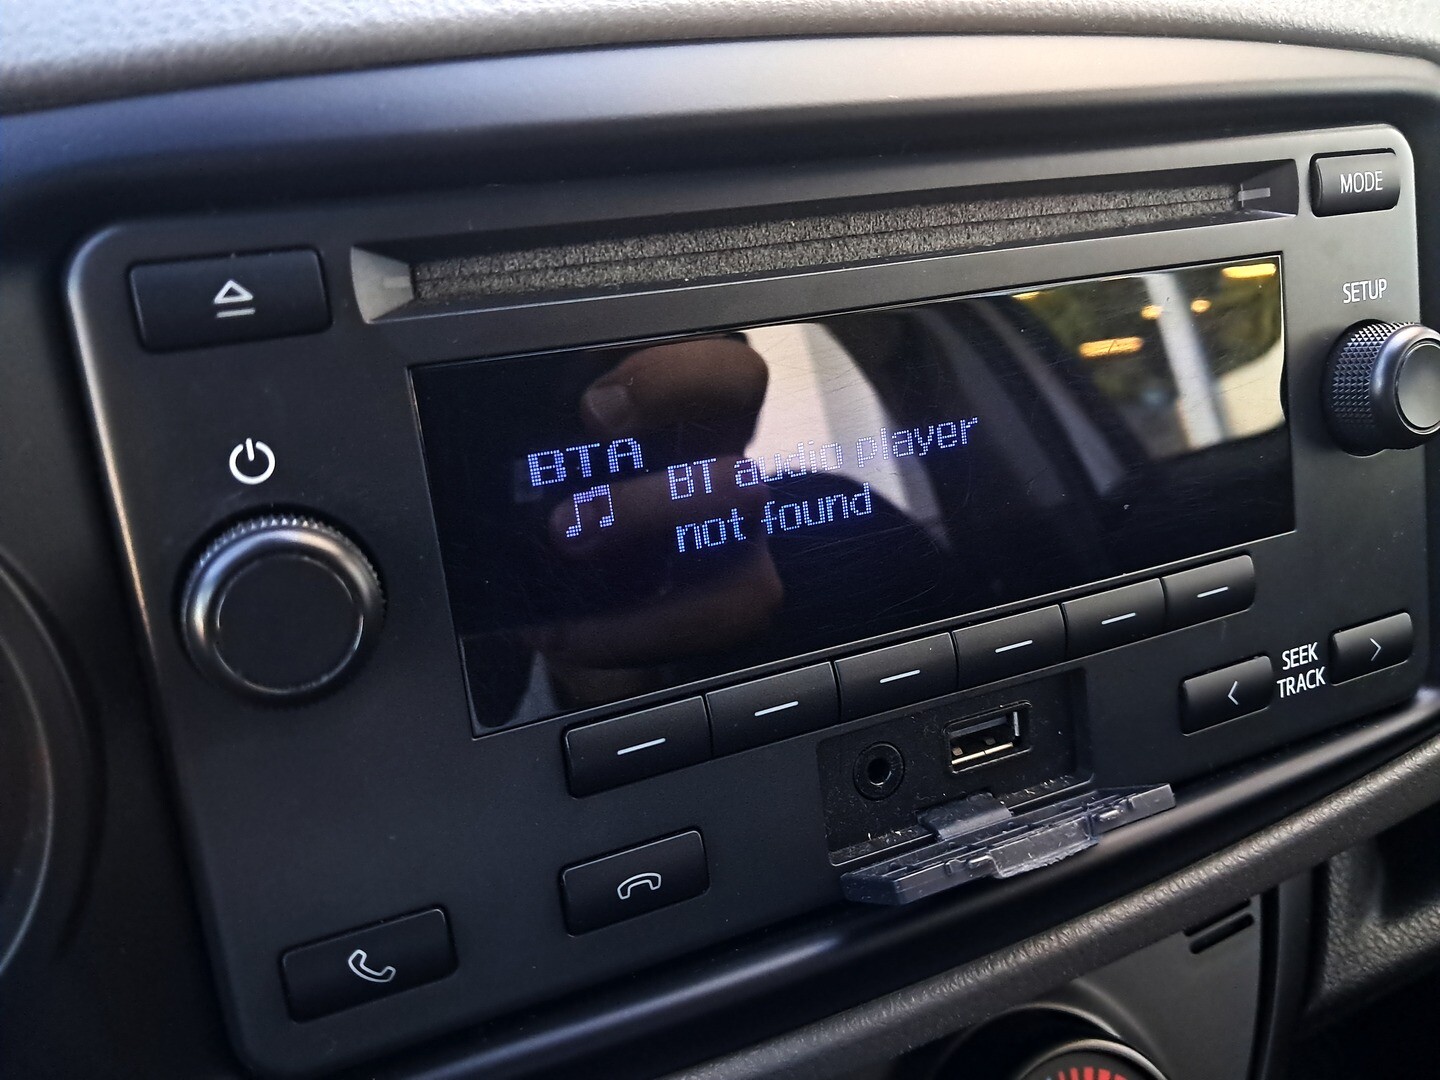 MODE
SETUP
BTA
BT audio player
not found
SEEK
TRACK